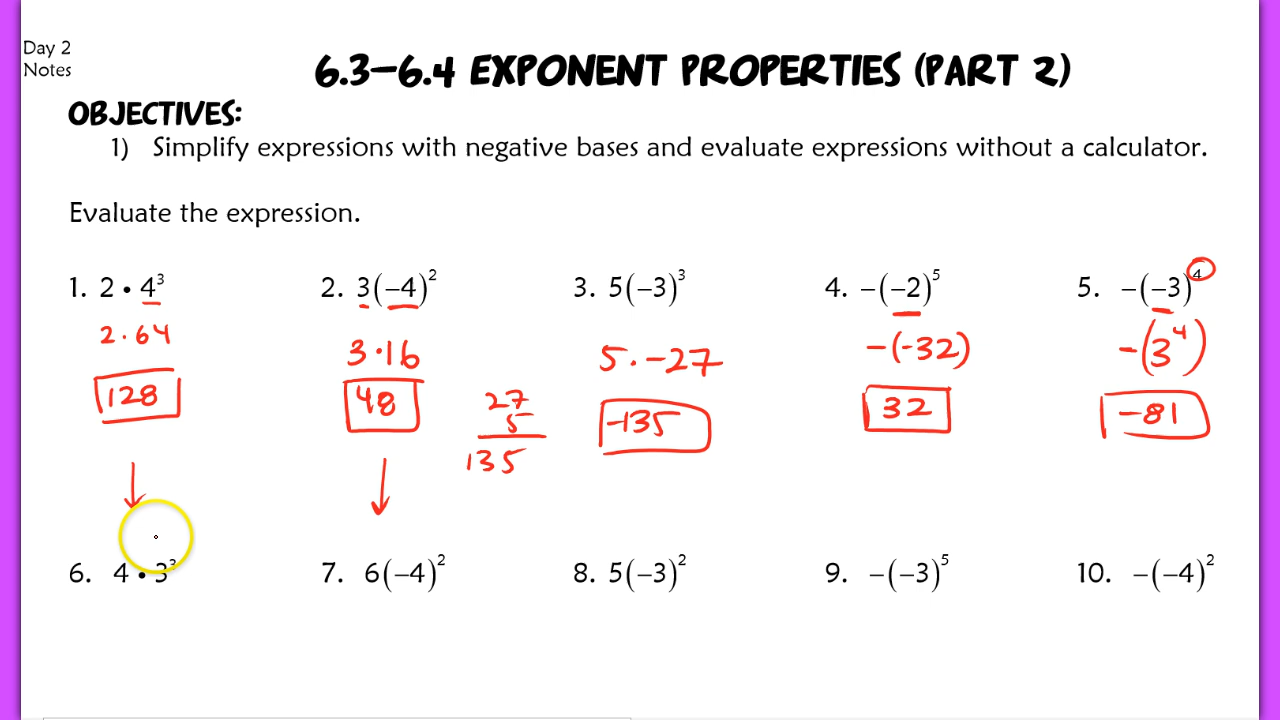 Day 2
Notes
6.3–6.4 EXPONENT PROPERTIES (PART 2)
OBJECTIVES:
1) Simplify expressions with negative bases and evaluate expressions without a calculator.
Evaluate the expression.
1. 2 • 4³ 2. 3(−4)² 3. 5(−3)³ 4. −(−2)⁵ 5. −(−3)⁴
2 · 64 3 · 16 5 · −27 −(−32) −(3⁴)
128 48 27 −135 32 −81
5
135
6. 4 • 3³ 7. 6(−4)² 8. 5(−3)² 9. −(−3)⁵ 10. −(−4)²